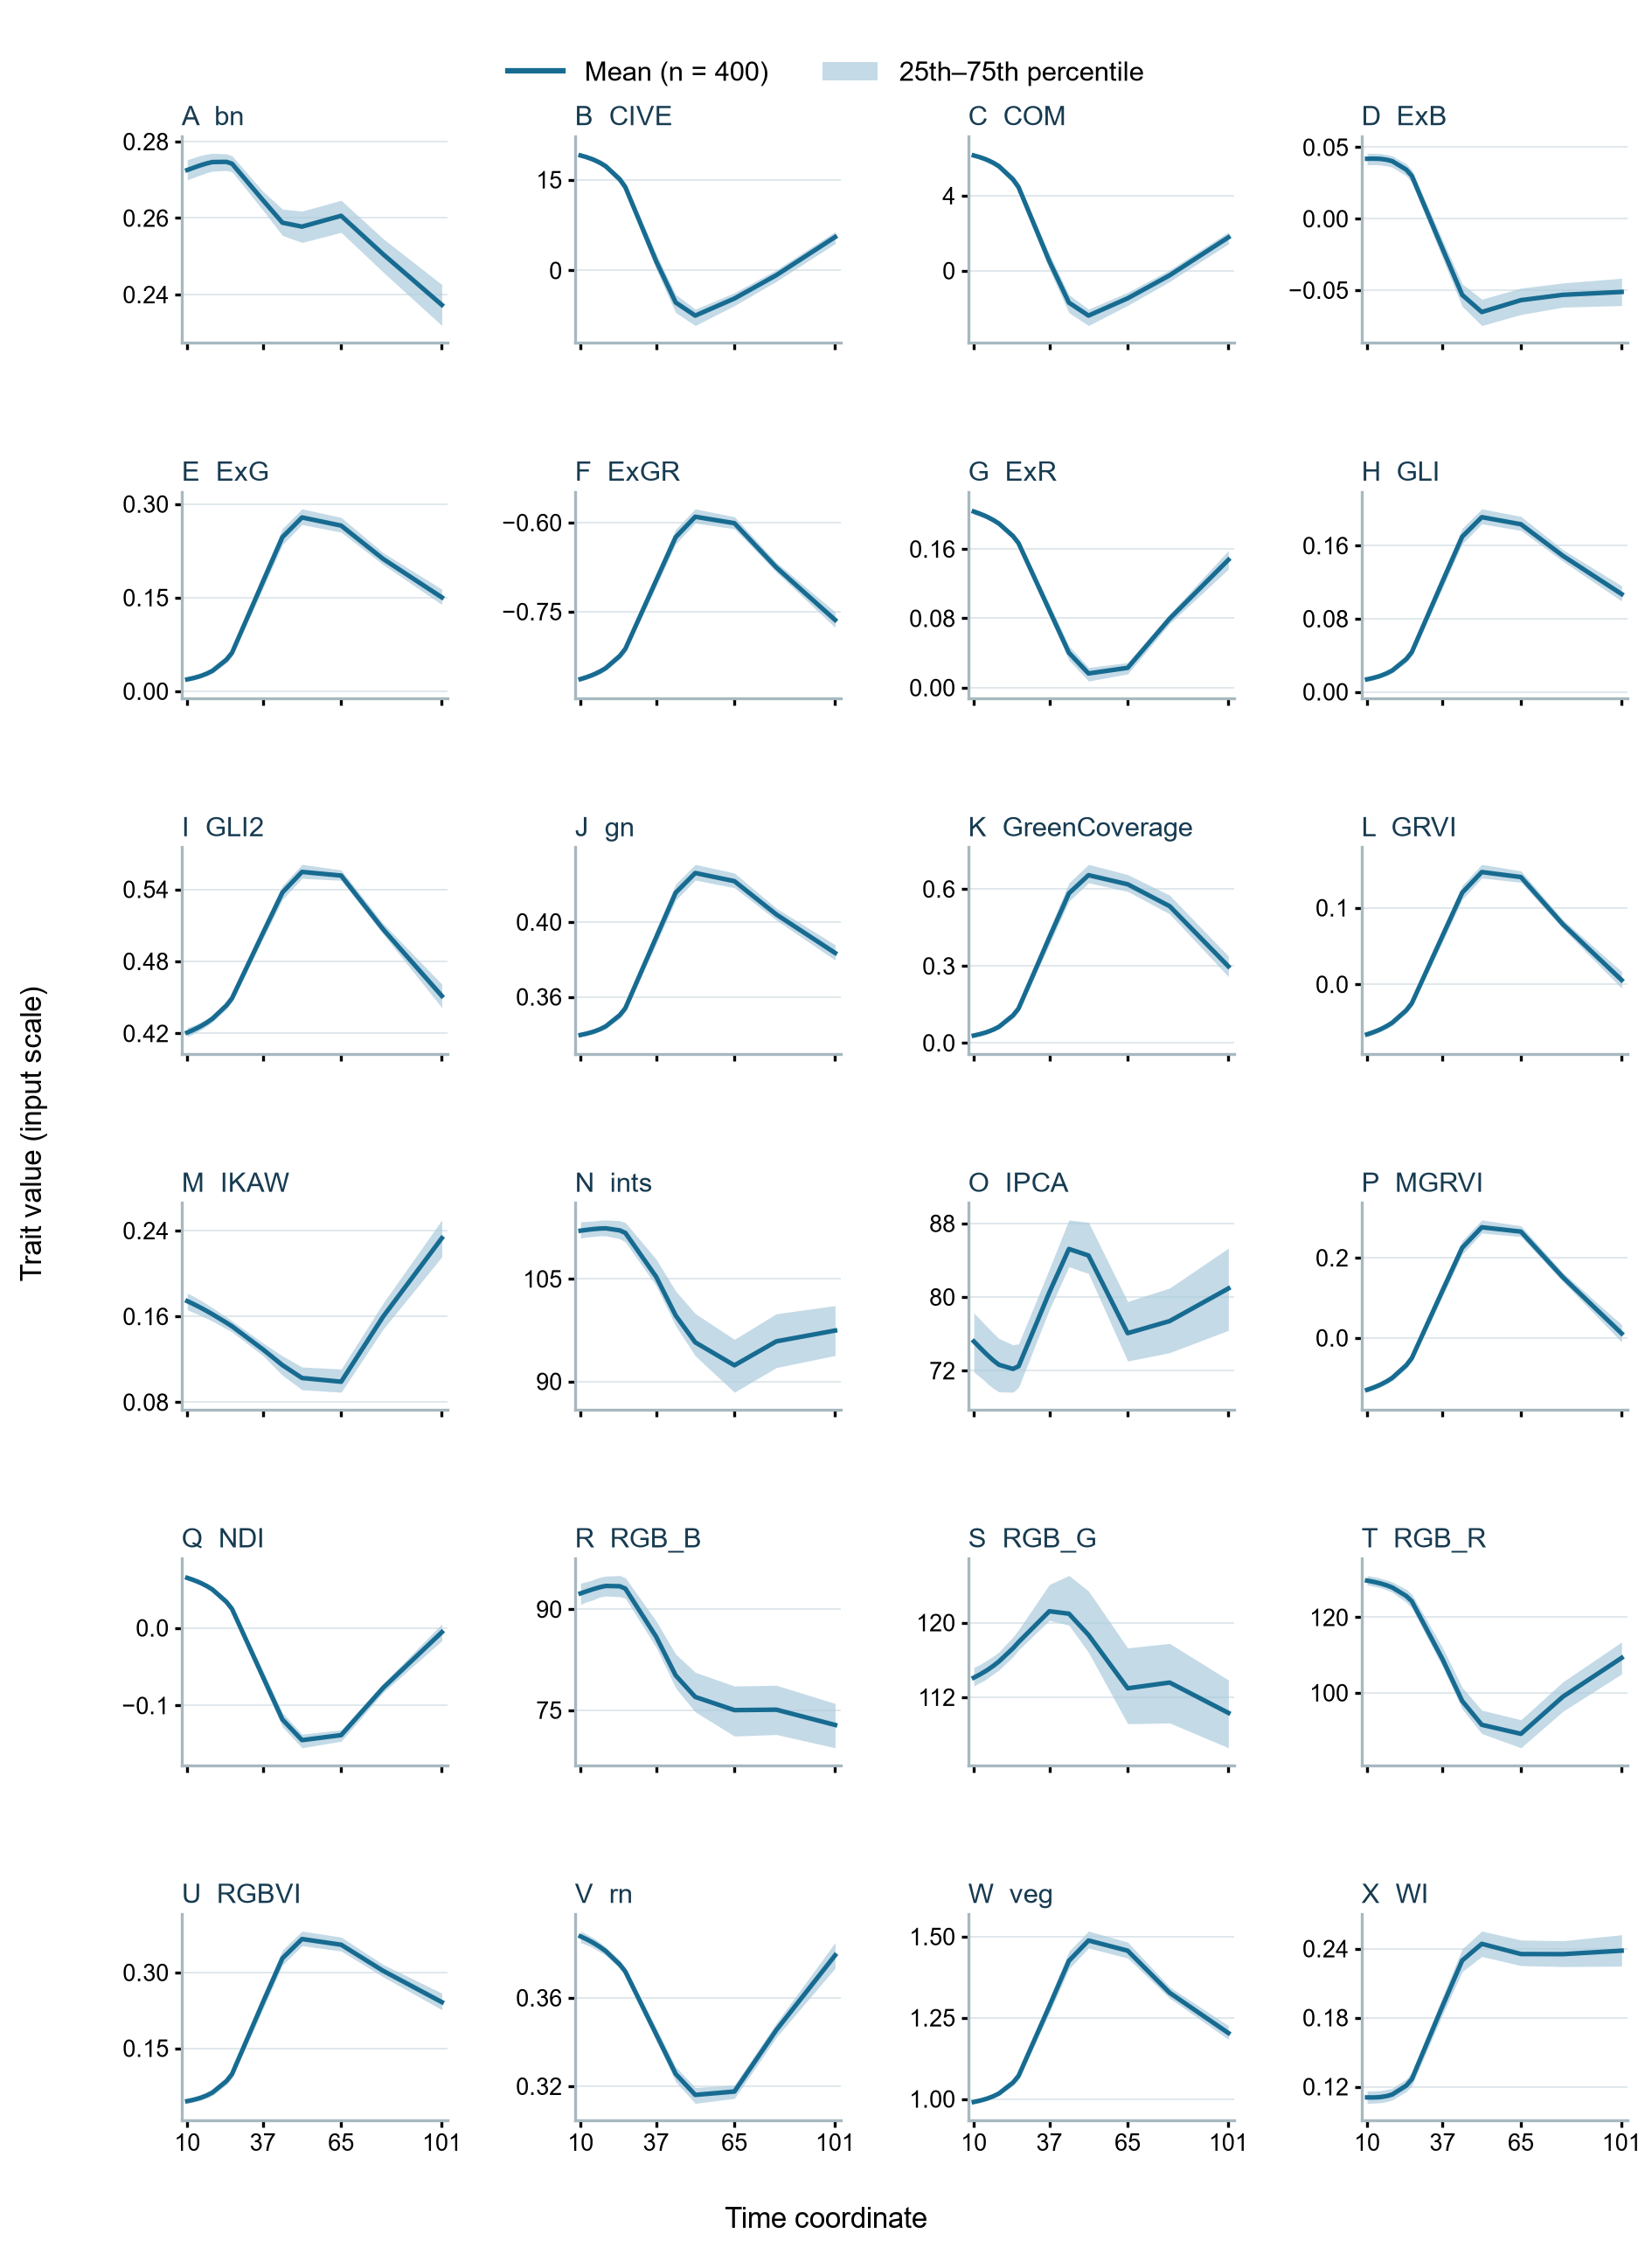 Mean (n = 400)
25th–75th percentile
A bn
0.28
0.26
0.24
B CIVE
15
0
C COM
4
0
D ExB
0.05
0.00
−0.05
E ExG
0.30
0.15
0.00
F ExGR
−0.60
−0.75
G ExR
0.16
0.08
0.00
H GLI
0.16
0.08
0.00
I GLI2
0.54
0.48
0.42
J gn
0.40
0.36
K GreenCoverage
0.6
0.3
0.0
L GRVI
0.1
0.0
Trait value (input scale)
M IKAW
0.24
0.16
0.08
N ints
105
90
O IPCA
88
80
72
P MGRVI
0.2
0.0
Q NDI
0.0
−0.1
R RGB_B
90
75
S RGB_G
120
112
T RGB_R
120
100
U RGBVI
0.30
0.15
10 37 65 101
V rn
0.36
0.32
10 37 65 101
W veg
1.50
1.25
1.00
10 37 65 101
X WI
0.24
0.18
0.12
10 37 65 101
Time coordinate